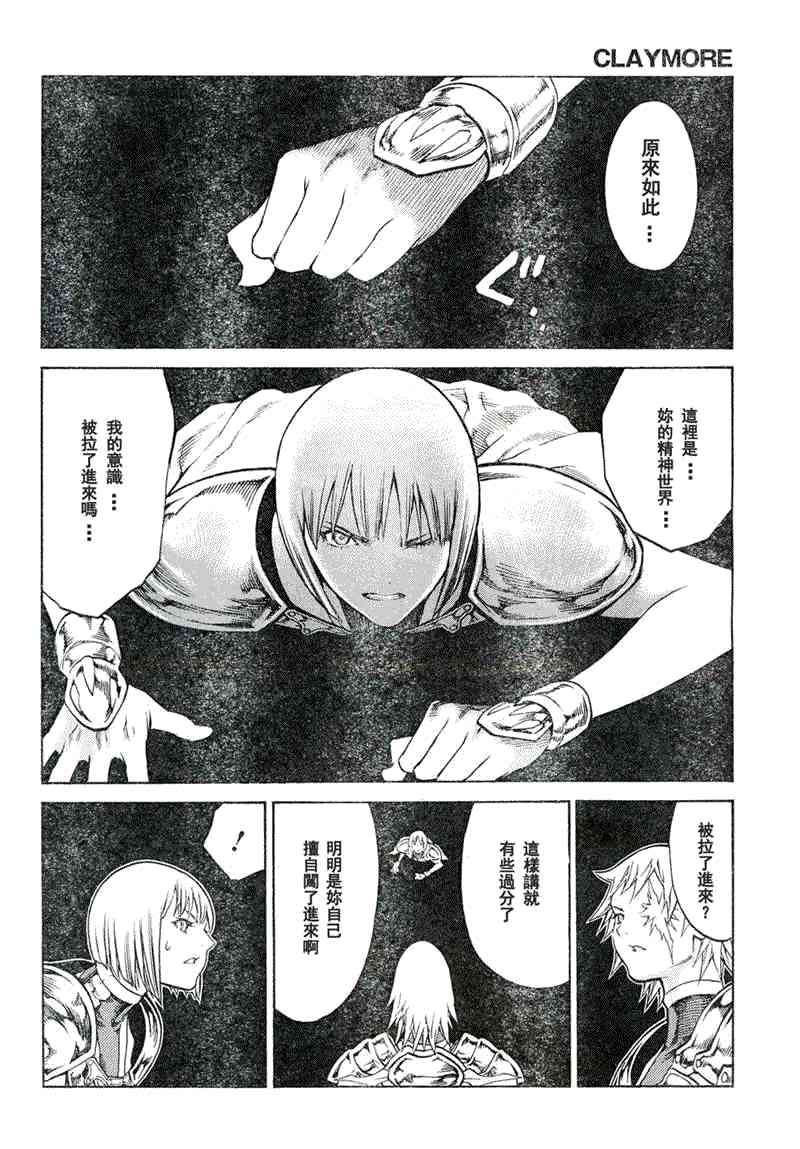 CLAYMORE
原來如此…
ぐ
這裡是…
妳的精神世界…
我的意識…
被拉了進來嗎…
被拉了進來？
這樣講就
有些過分了
明明是妳自己
擅自闖了進來啊
！